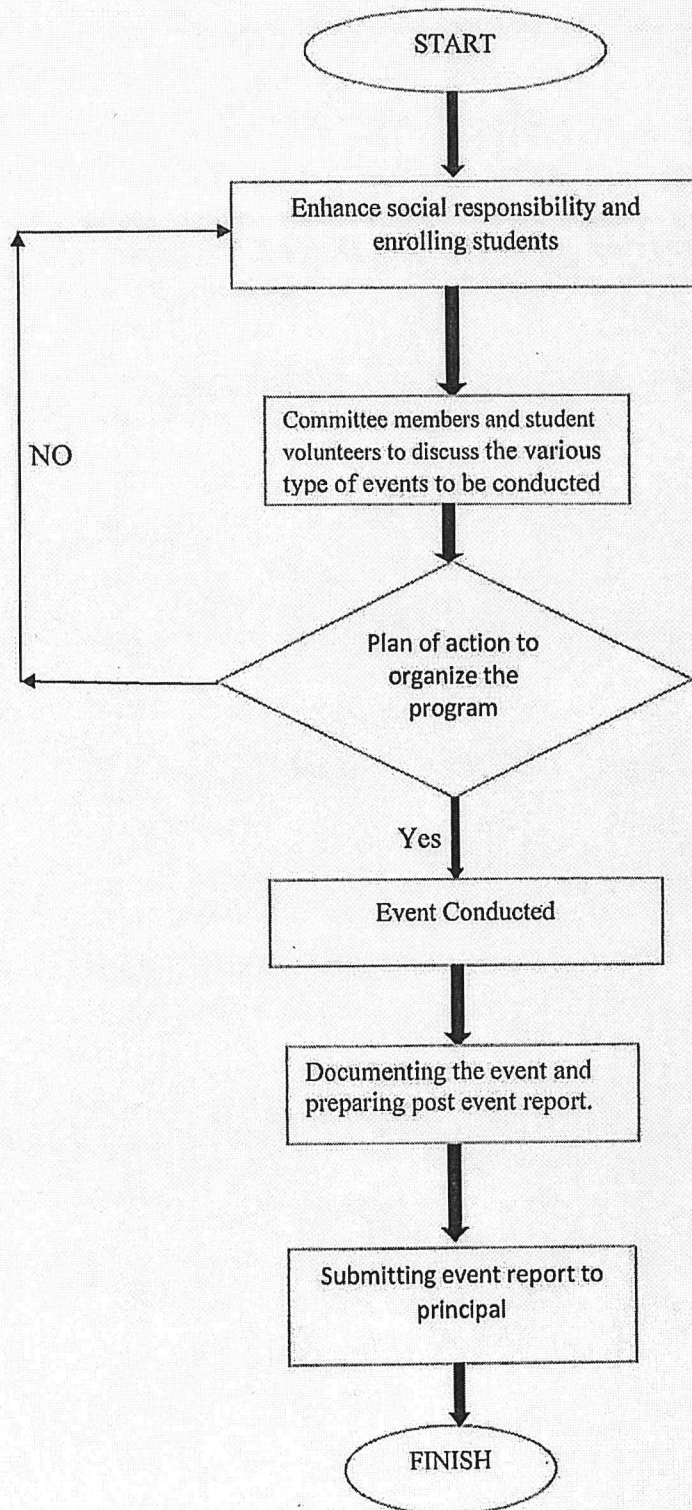 START
Enhance social responsibility and
enrolling students
Committee members and student
volunteers to discuss the various
type of events to be conducted
NO
Plan of action to
organize the
program
Yes
Event Conducted
Documenting the event and
preparing post event report.
Submitting event report to
principal
FINISH